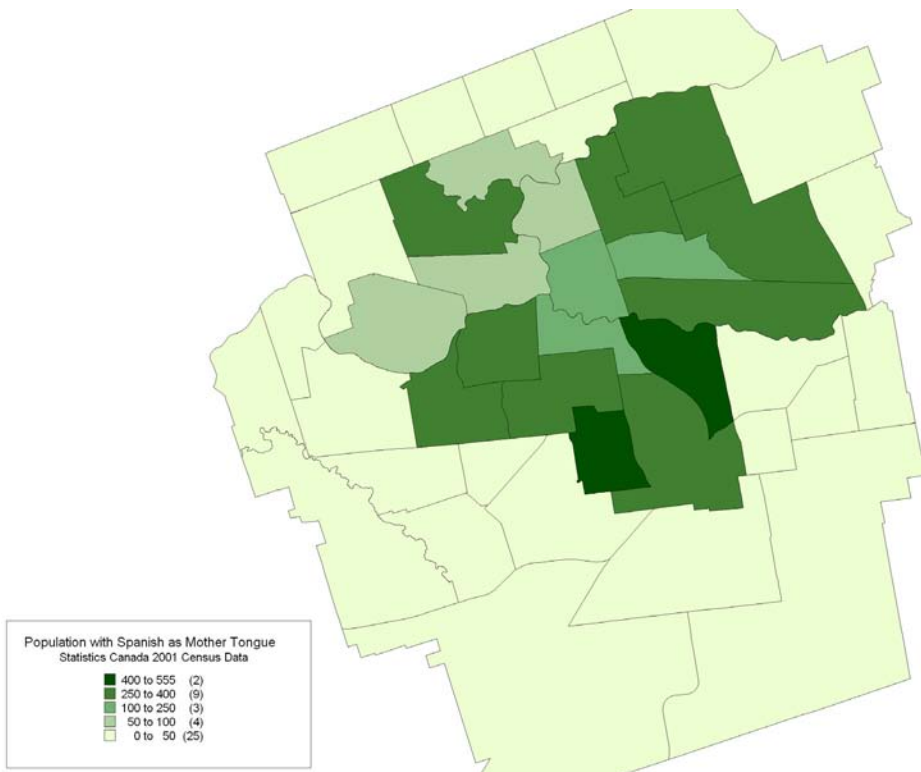 Population with Spanish as Mother Tongue
Statistics Canada 2001 Census Data
400 to 555 (2)
250 to 400 (9)
100 to 250 (3)
50 to 100 (4)
0 to 50 (25)